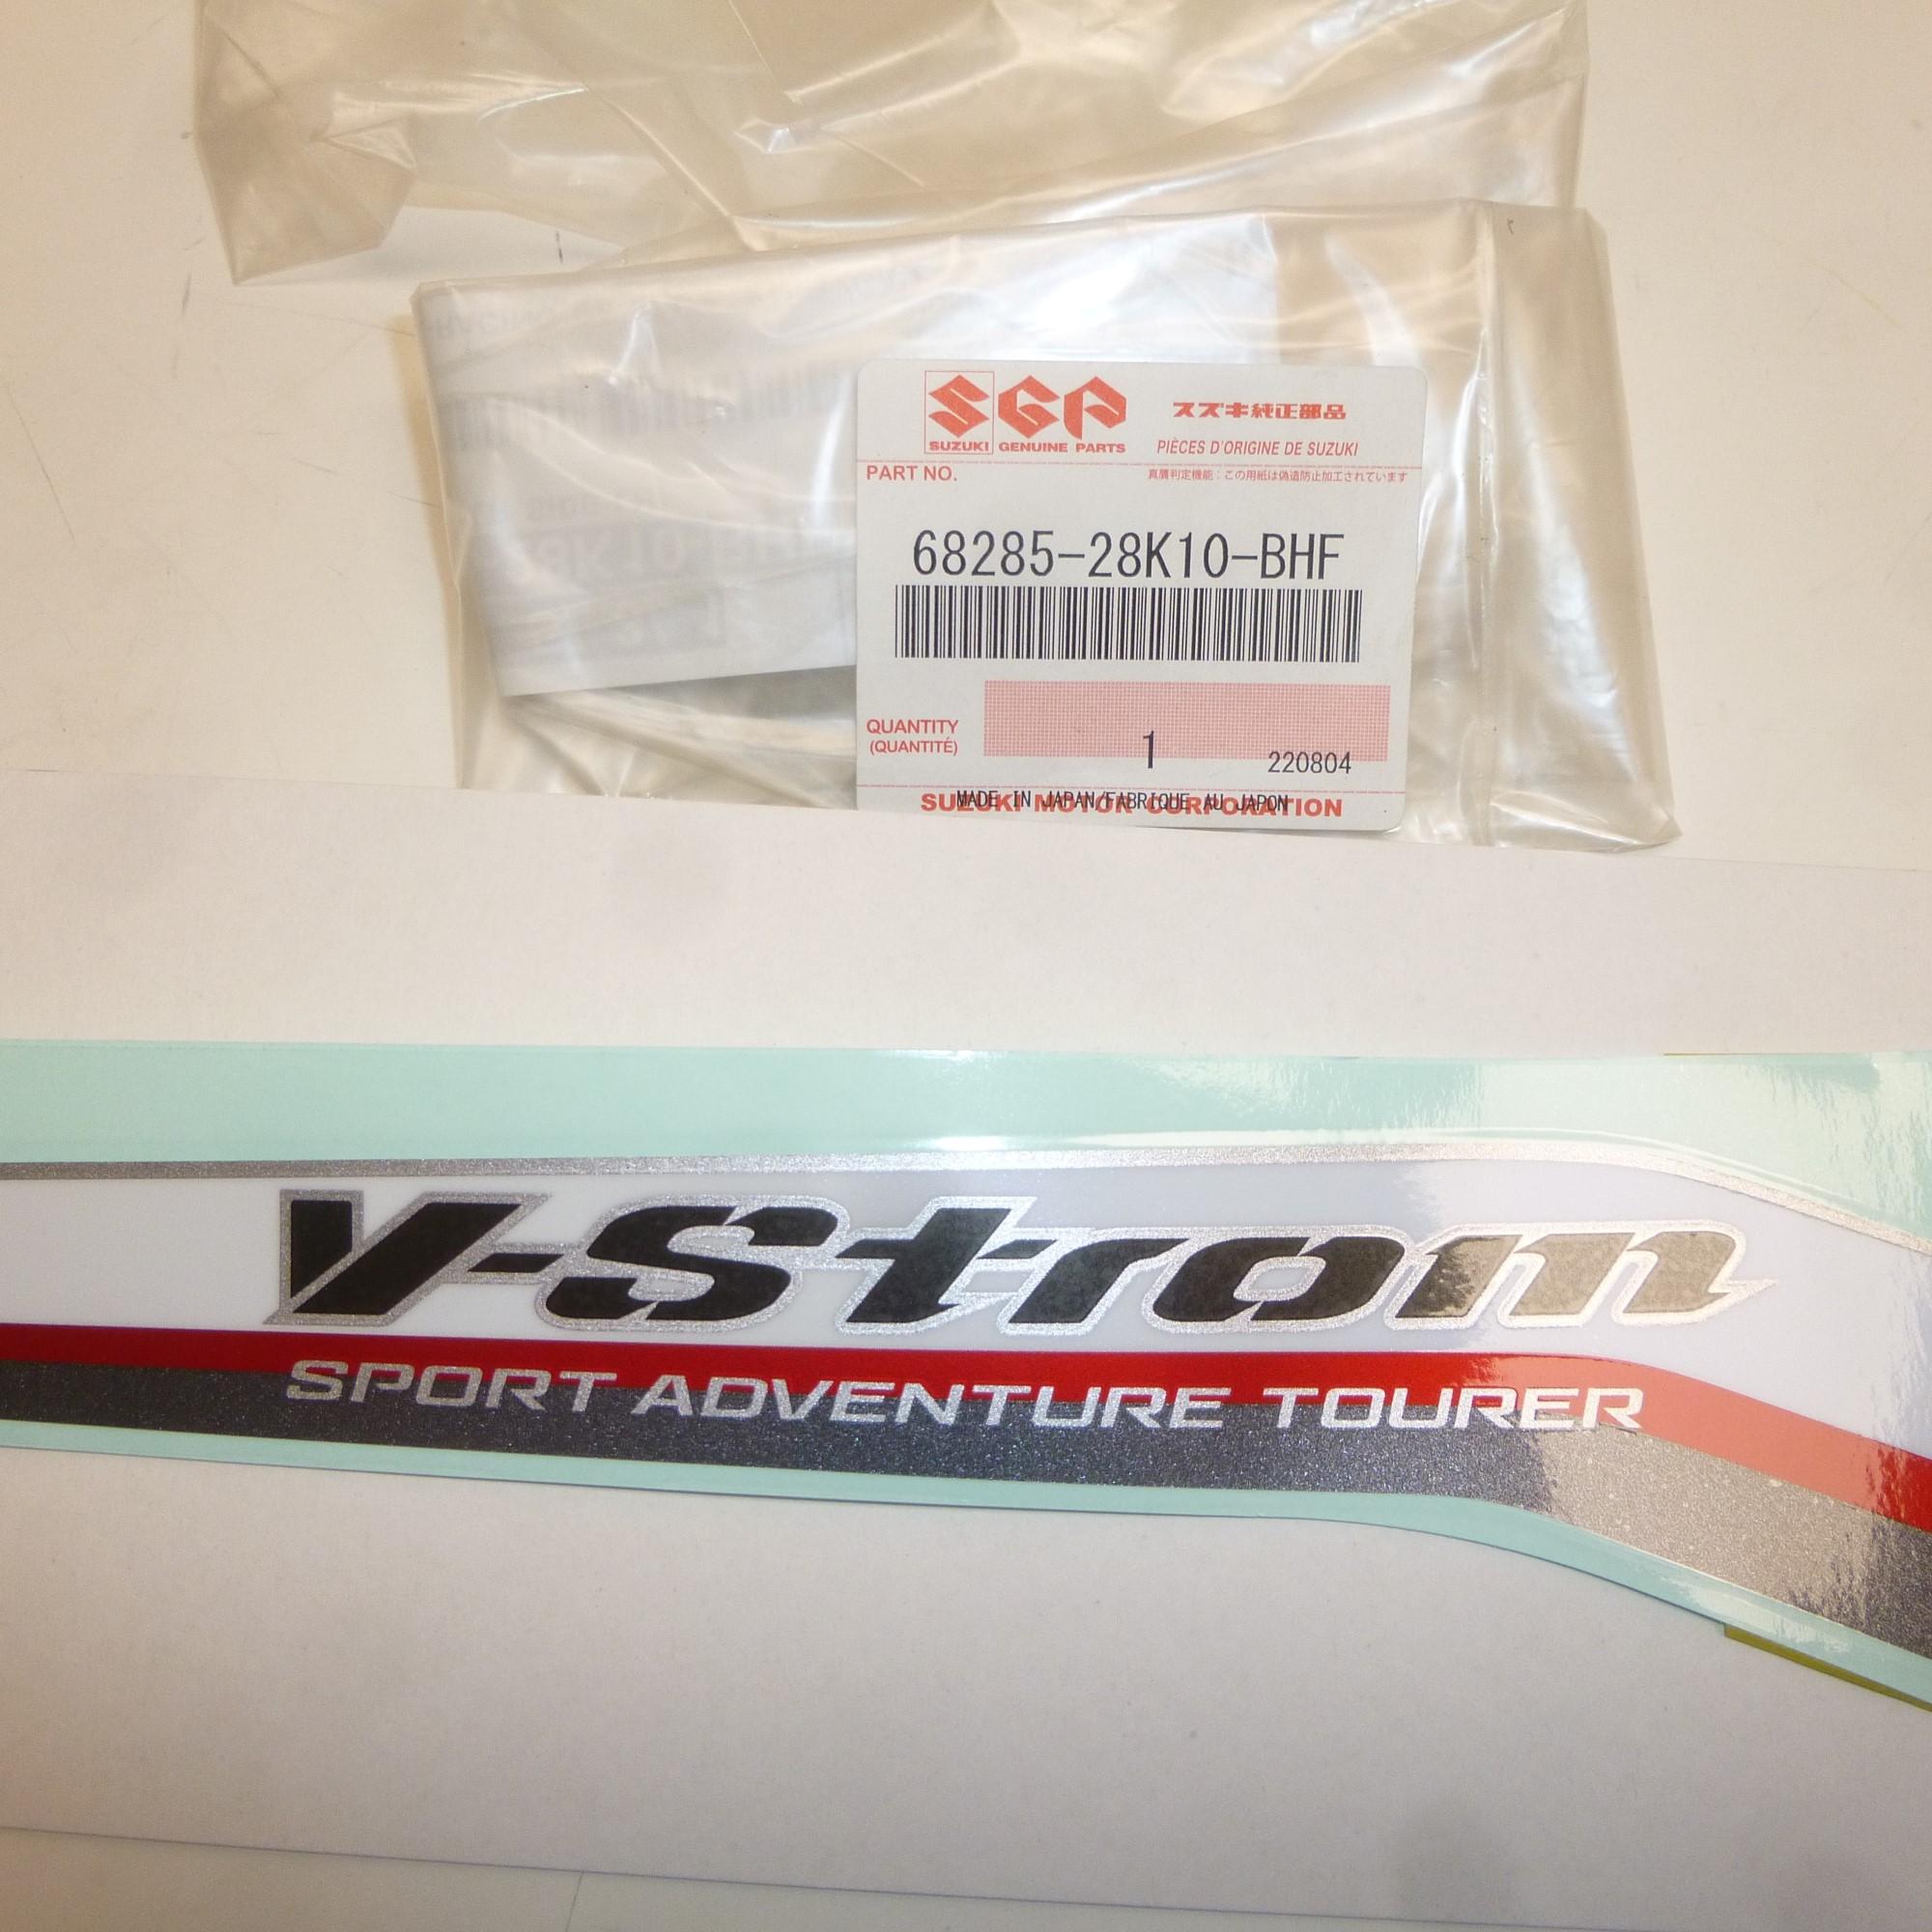 SGP
SUZUKI GENUINE PARTS
スズキ純正部品
PIÈCES D'ORIGINE DE SUZUKI
PART NO.
真贋判定機能：この用紙は偽造防止加工されています
68285-28K10-BHF
QUANTITY
(QUANTITÉ)
1
220804
MADE IN JAPAN/FABRIQUE AU JAPON
SUZUKI MOTOR CORPORATION
V-Strom
SPORT ADVENTURE TOURER